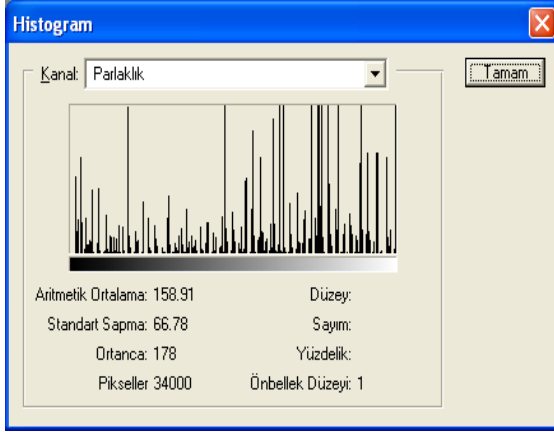 Histogram
Kanal: Parlaklık
Tamam
Aritmetik Ortalama: 158.91
Düzey:
Standart Sapma: 66.78
Sayım:
Ortanca: 178
Yüzdelik:
Pikseller 34000
Önbellek Düzeyi: 1